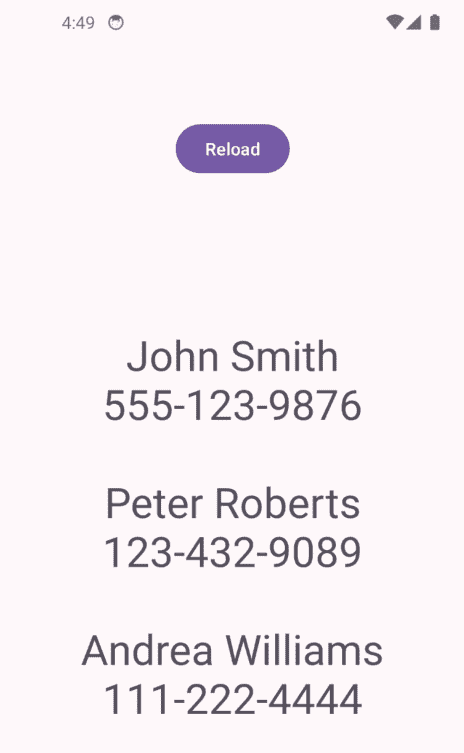 4:49
Reload
John Smith
555-123-9876
Peter Roberts
123-432-9089
Andrea Williams
111-222-4444